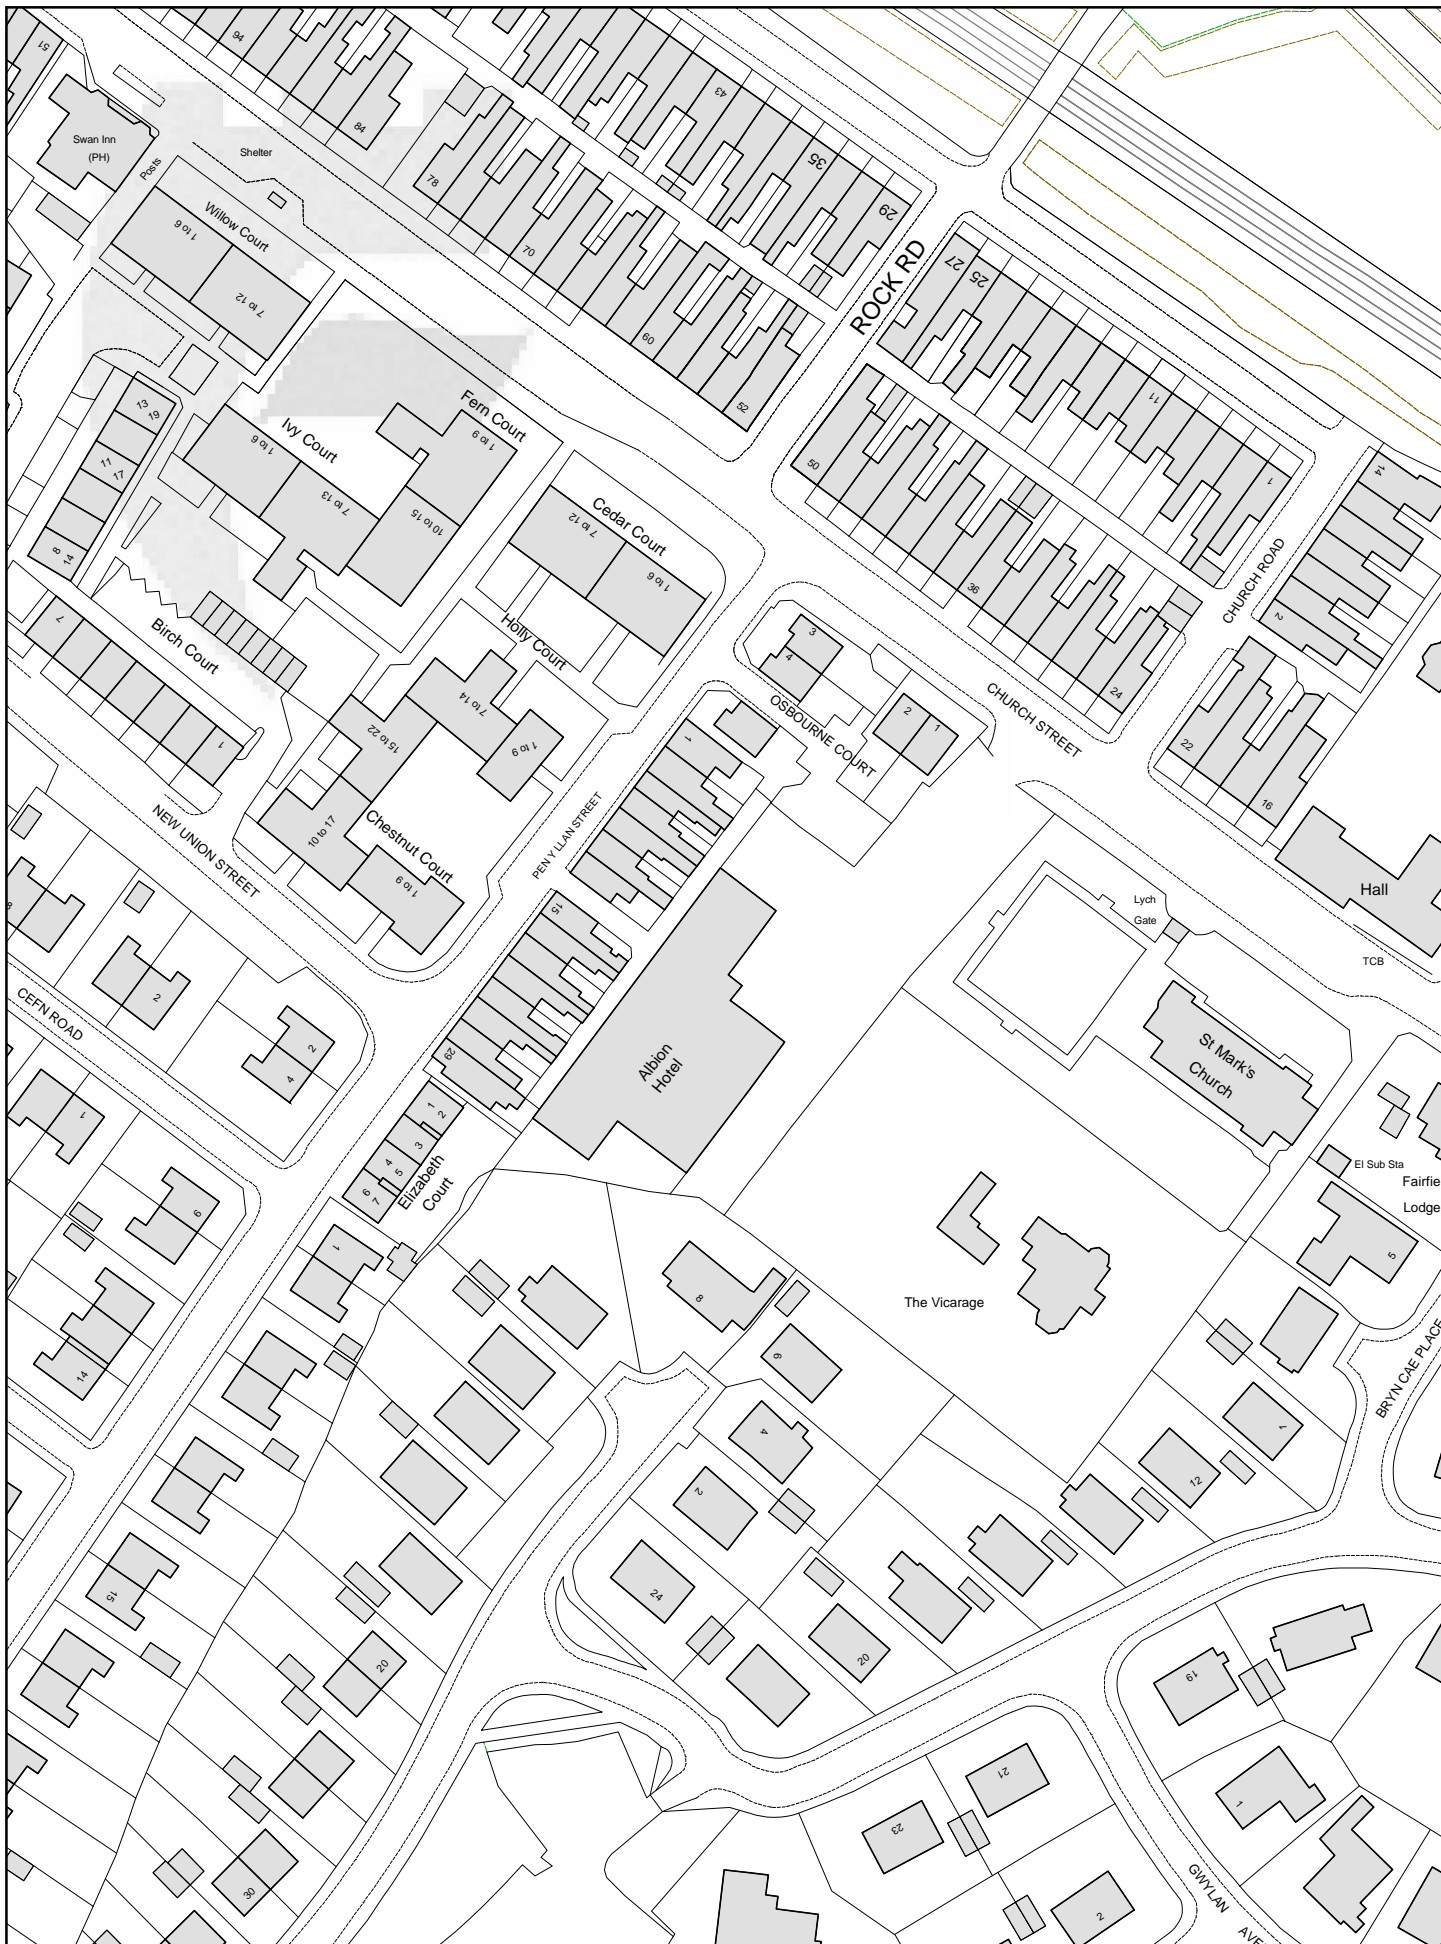 51
96
84
43
35
29
Swan Inn
(PH)
Posts
Shelter
78
70
60
52
Willow Court
1 to 6
7 to 12
ROCK RD
27
25
11
1
14
2
50
36
24
22
16
CHURCH ROAD
CHURCH STREET
13
19
11
17
8
14
Ivy Court
1 to 6
7 to 13
Fern Court
1 to 9
10 to 15
Cedar Court
7 to 12
1 to 6
Holly Court
7 to 14
1 to 9
15 to 22
Birch Court
7
1
3
4
OSBOURNE COURT
2
1
NEW UNION STREET
Chestnut Court
10 to 17
1 to 9
PEN Y LLAN STREET
1
15
29
Hall
Lych
Gate
TCB
8
2
CEFN ROAD
2
4
1
Albion
Hotel
St Mark's
Church
El Sub Sta
Fairfie
Lodge
5
1
2
3
4
5
6
7
Elizabeth
Court
9
14
1
8
6
4
2
The Vicarage
BRYN CAE PLACE
7
12
15
24
20
20
30
19
21
23
1
2
GWYLAN
AVE